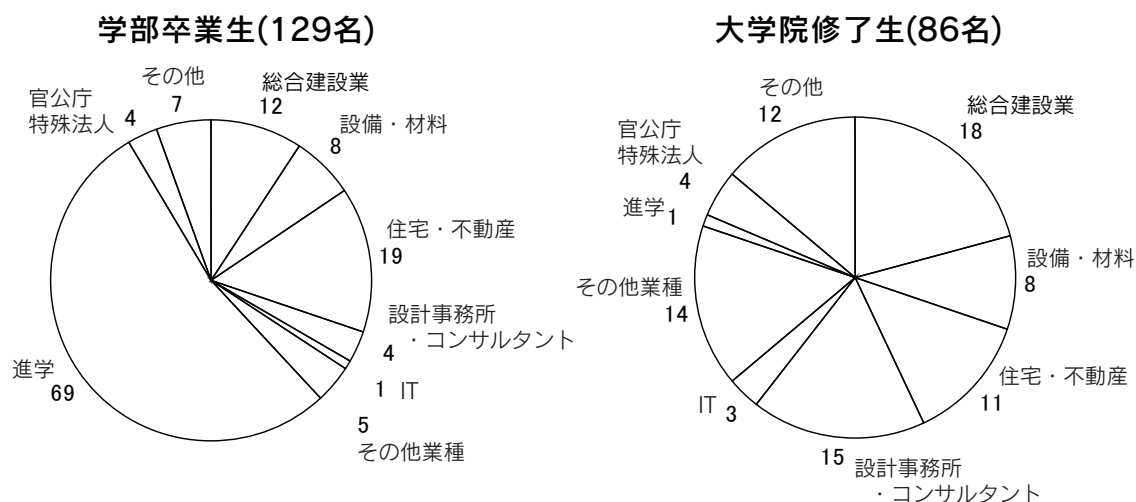 学部卒業生(129名)
その他
7
総合建設業
12
設備・材料
8
住宅・不動産
19
設計事務所
・コンサルタント
4
1 IT
5
その他業種
進学
69
官公庁
特殊法人 4
大学院修了生(86名)
総合建設業
18
設備・材料
8
住宅・不動産
11
15 設計事務所
・コンサルタント
IT 3
その他業種
14
進学 1
官公庁
特殊法人
4
その他
12